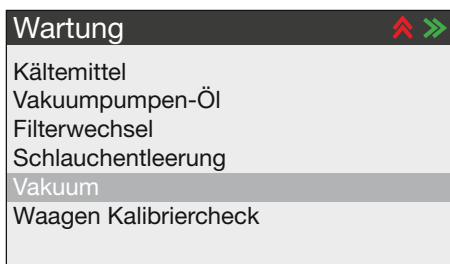 Wartung
Kältemittel
Vakuumpumpen-Öl
Filterwechsel
Schlauchentleerung
Vakuum
Waagen Kalibriercheck